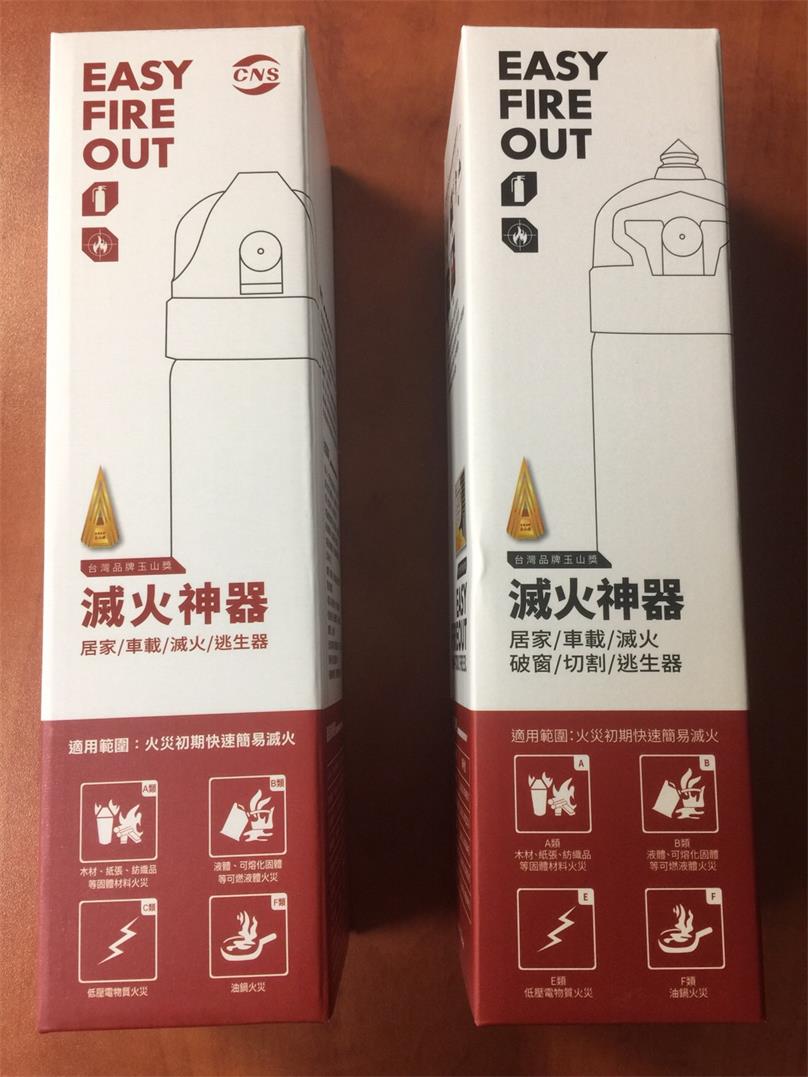 EASY
FIRE
OUT
CNS
台灣品牌玉山獎
滅火神器
居家/車載/滅火/逃生器
適用範圍：火災初期快速簡易滅火
A類
木材、紙張、紡織品
等固體材料火災
B類
液體、可熔化固體
等可燃液體火災
C類
低壓電物質火災
F類
油鍋火災
EASY
FIRE
OUT
台灣品牌玉山獎
滅火神器
居家/車載/滅火
破窗/切割/逃生器
適用範圍：火災初期快速簡易滅火
A
A類
木材、紙張、紡織品
等固體材料火災
B
B類
液體、可熔化固體
等可燃液體火災
E
E類
低壓電物質火災
F
F類
油鍋火災